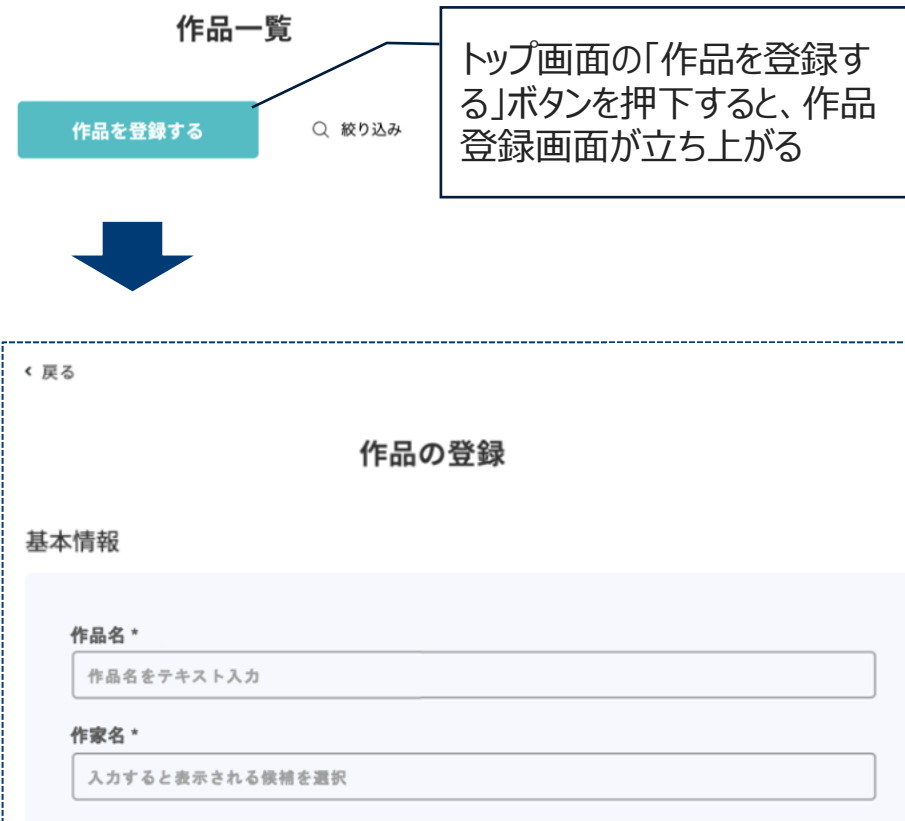 作品一覧
トップ画面の「作品を登録す
る」ボタンを押下すると、作品
登録画面が立ち上がる
作品を登録する
絞り込み
戻る
作品の登録
基本情報
作品名 *
作品名をテキスト入力
作家名 *
入力すると表示される候補を選択